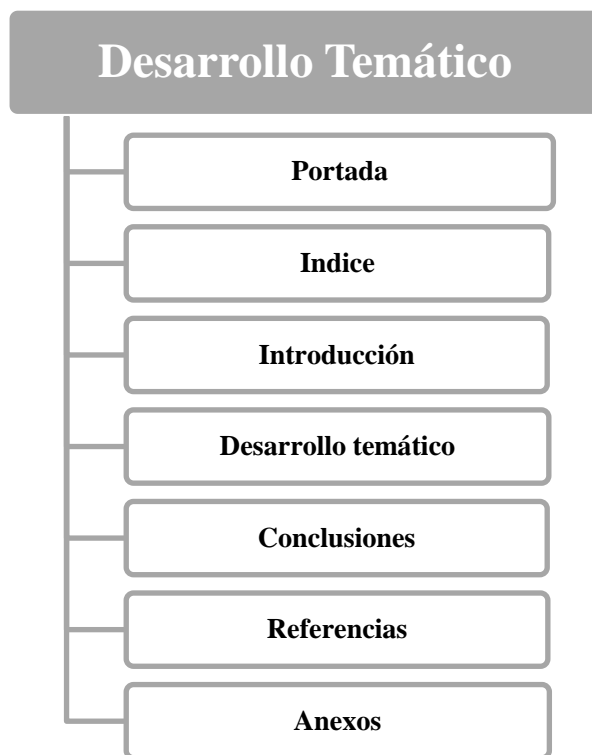 Desarrollo Temático
Portada
Indice
Introducción
Desarrollo temático
Conclusiones
Referencias
Anexos